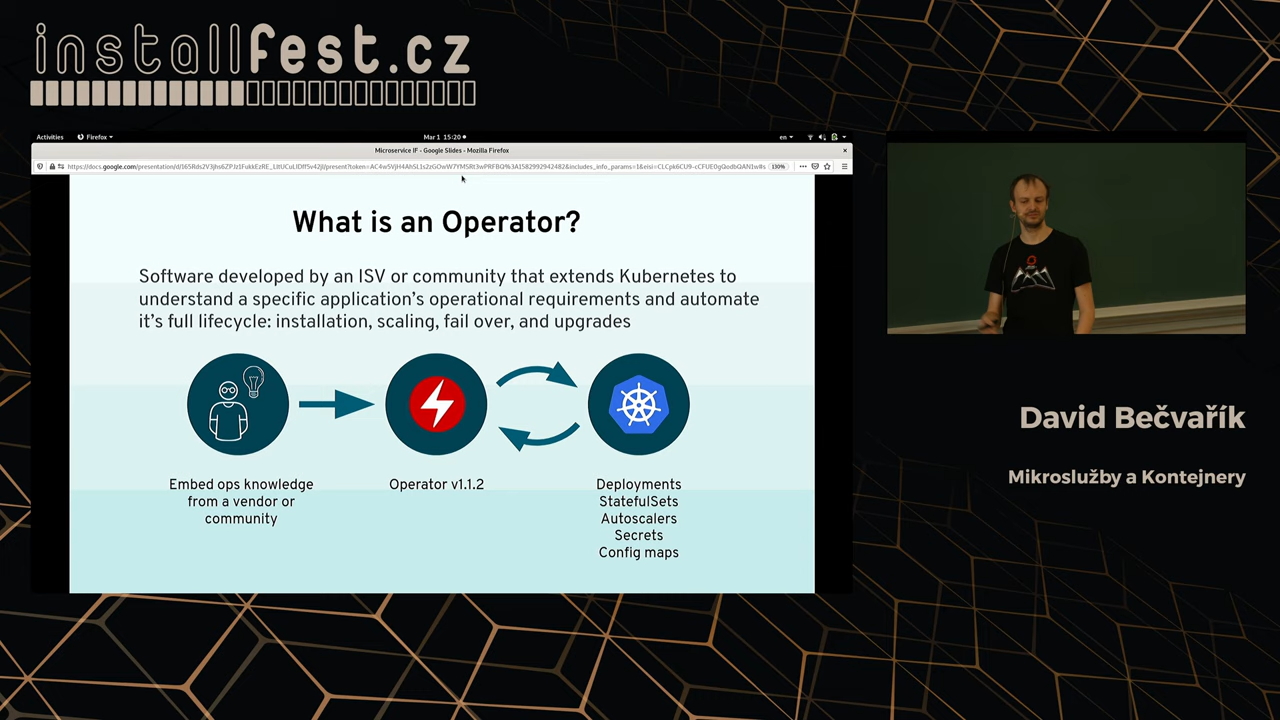 installfest.cz
Activities
Firefox
Mar 1 15:20
en
Microservice IF - Google Slides - Mozilla Firefox
130%
What is an Operator?
Software developed by an ISV or community that extends Kubernetes to
understand a specific application's operational requirements and automate
it's full lifecycle: installation, scaling, fail over, and upgrades
Embed ops knowledge
from a vendor or
community
Operator v1.1.2
Deployments
StatefulSets
Autoscalers
Secrets
Config maps
David Bečvařík
Mikroslužby a Kontejnery